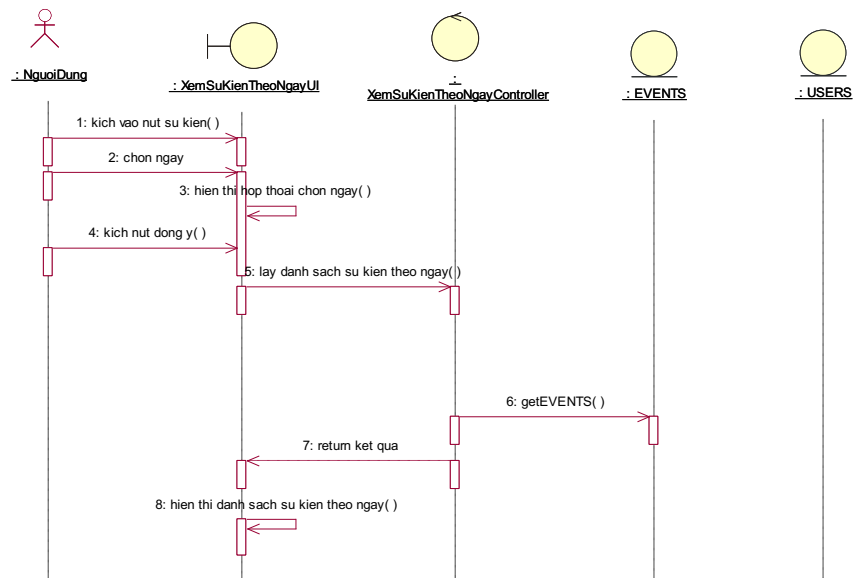 : NguoiDung
: XemSuKienTheoNgayUI
:
XemSuKienTheoNgayController
: EVENTS
: USERS
1: kich vao nut su kien( )
2: chon ngay
3: hien thi hop thoai chon ngay( )
4: kich nut dong y( )
5: lay danh sach su kien theo ngay( )
6: getEVENTS( )
7: return ket qua
8: hien thi danh sach su kien theo ngay( )